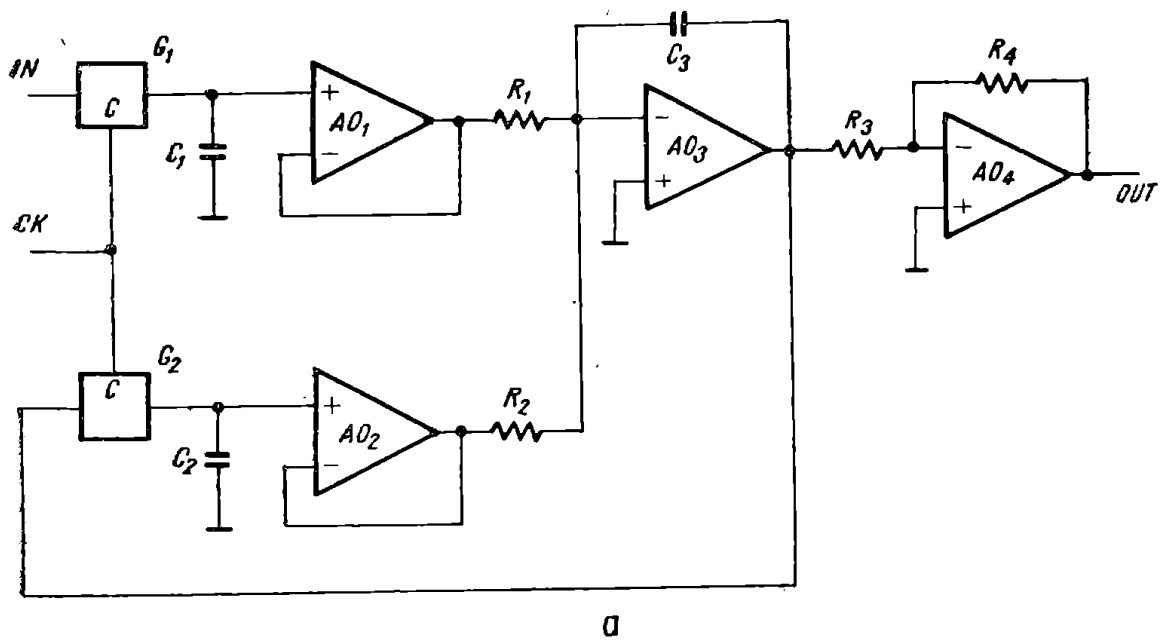 IN
G₁
C
C₁
+
AO₁
−
R₁
C₃
−
AO₃
+
R₃
R₄
−
AO₄
+
OUT
CK
G₂
C
C₂
+
AO₂
−
R₂
a